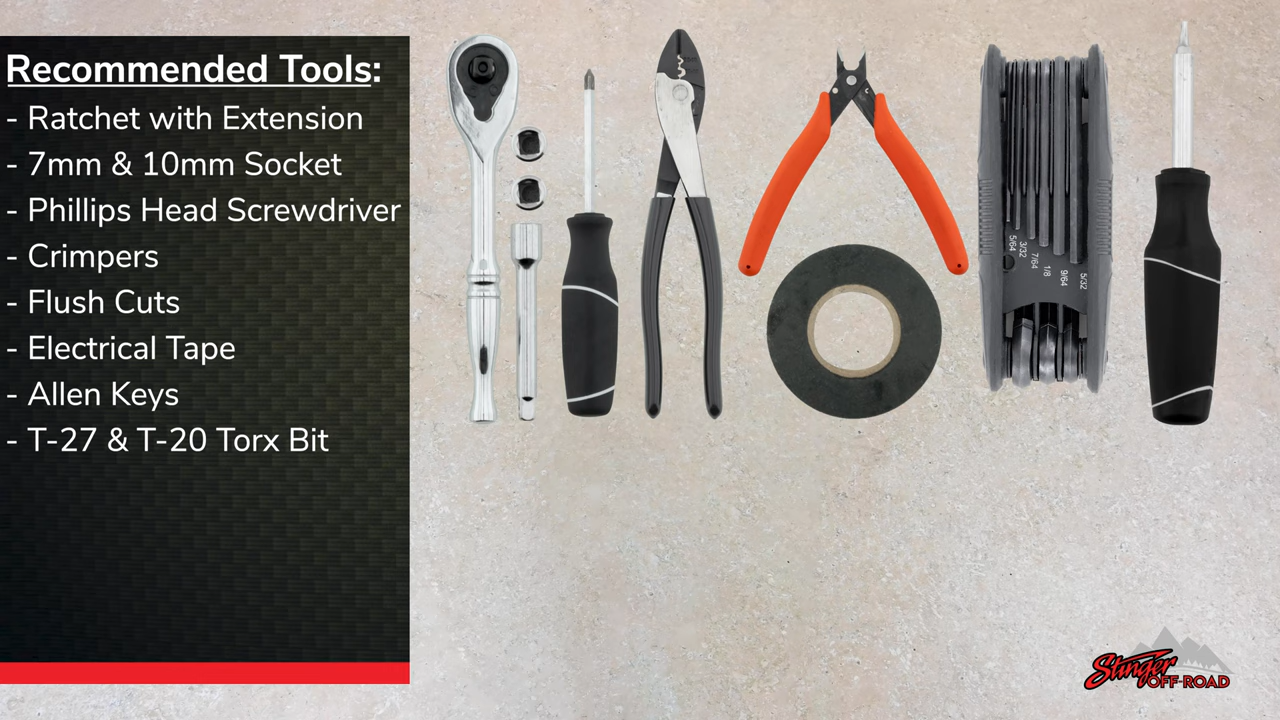 Recommended Tools:
- Ratchet with Extension
- 7mm & 10mm Socket
- Phillips Head Screwdriver
- Crimpers
- Flush Cuts
- Electrical Tape
- Allen Keys
- T-27 & T-20 Torx Bit
5/64
3/32
7/64
1/8
9/64
5/32
Stinger
OFF-ROAD